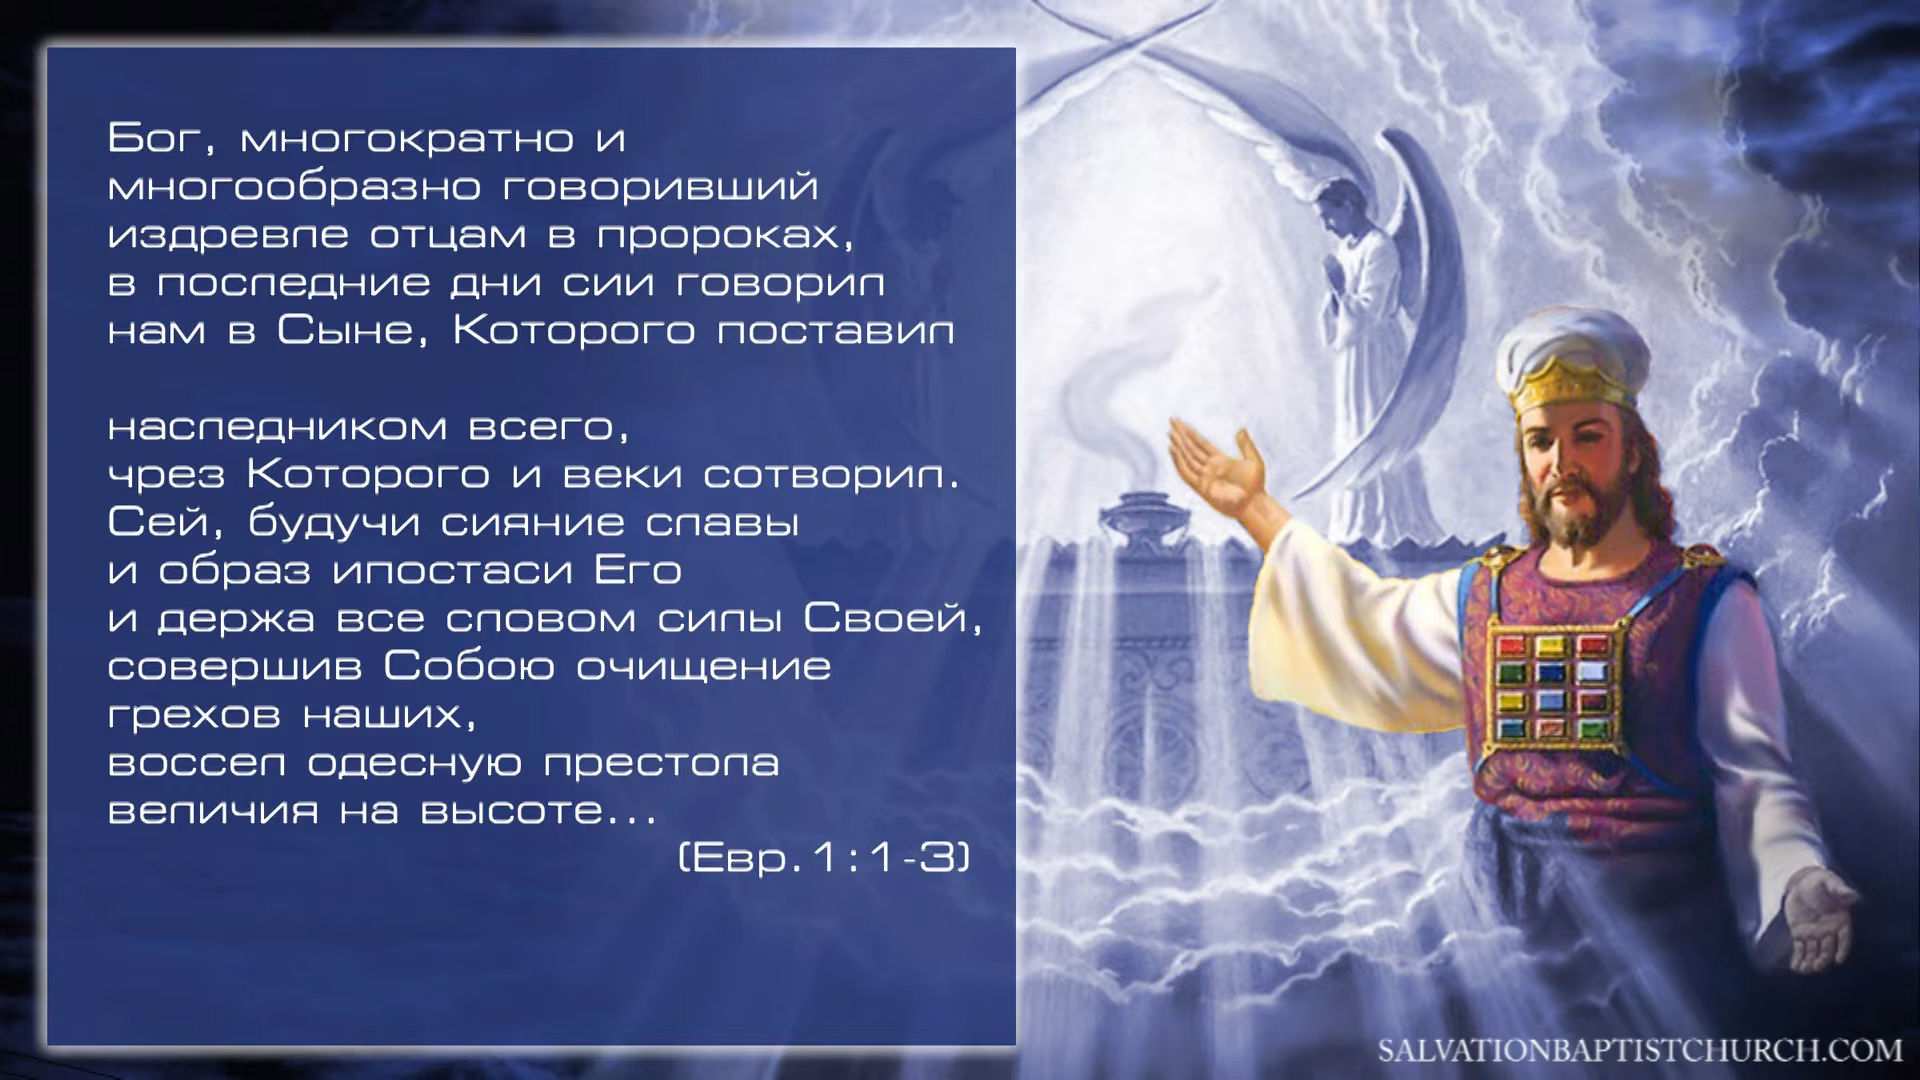 Бог, многократно и
многообразно говоривший
издревле отцам в пророках,
в последние дни сии говорил
нам в Сыне, Которого поставил
наследником всего,
чрез Которого и веки сотворил.
Сей, будучи сияние славы
и образ ипостаси Его
и держа все словом силы Своей,
совершив Собою очищение
грехов наших,
воссел одесную престола
величия на высоте...
(Евр.1:1-3)
SALVATIONBAPTISTCHURCH.COM